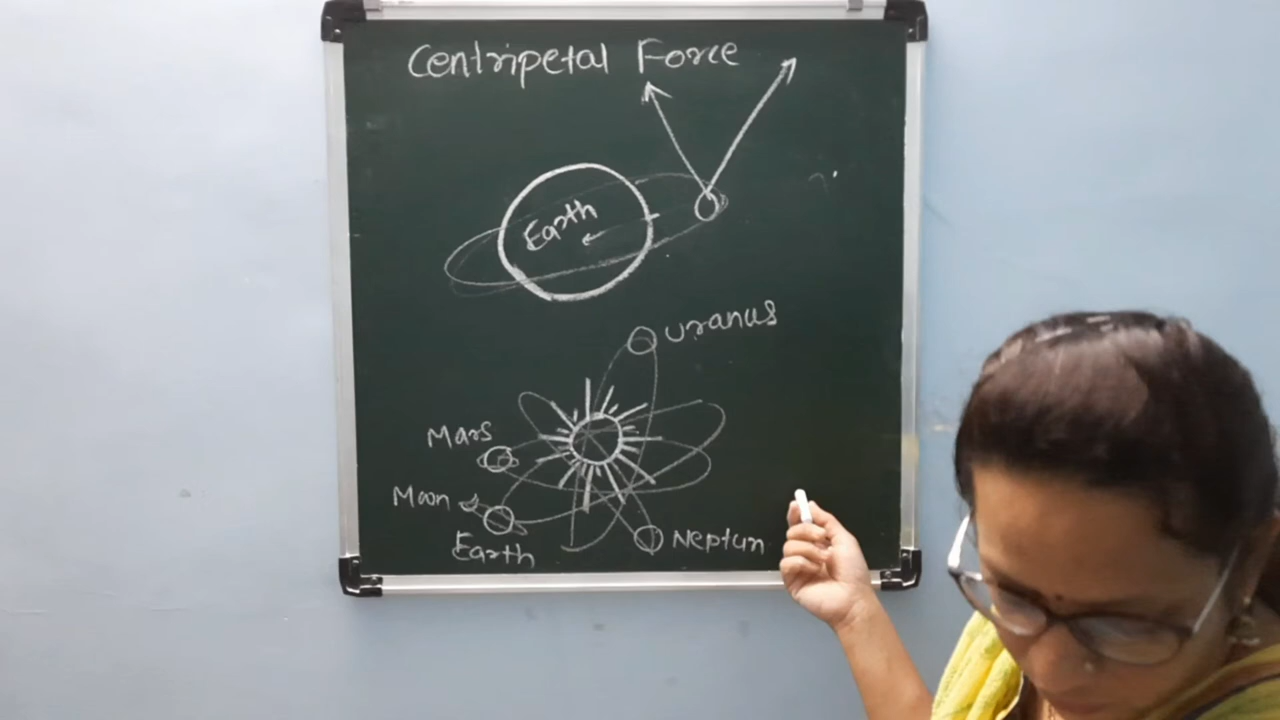 Centripetal Force
Earth
Uranus
Mars
Moon
Earth
Neptun